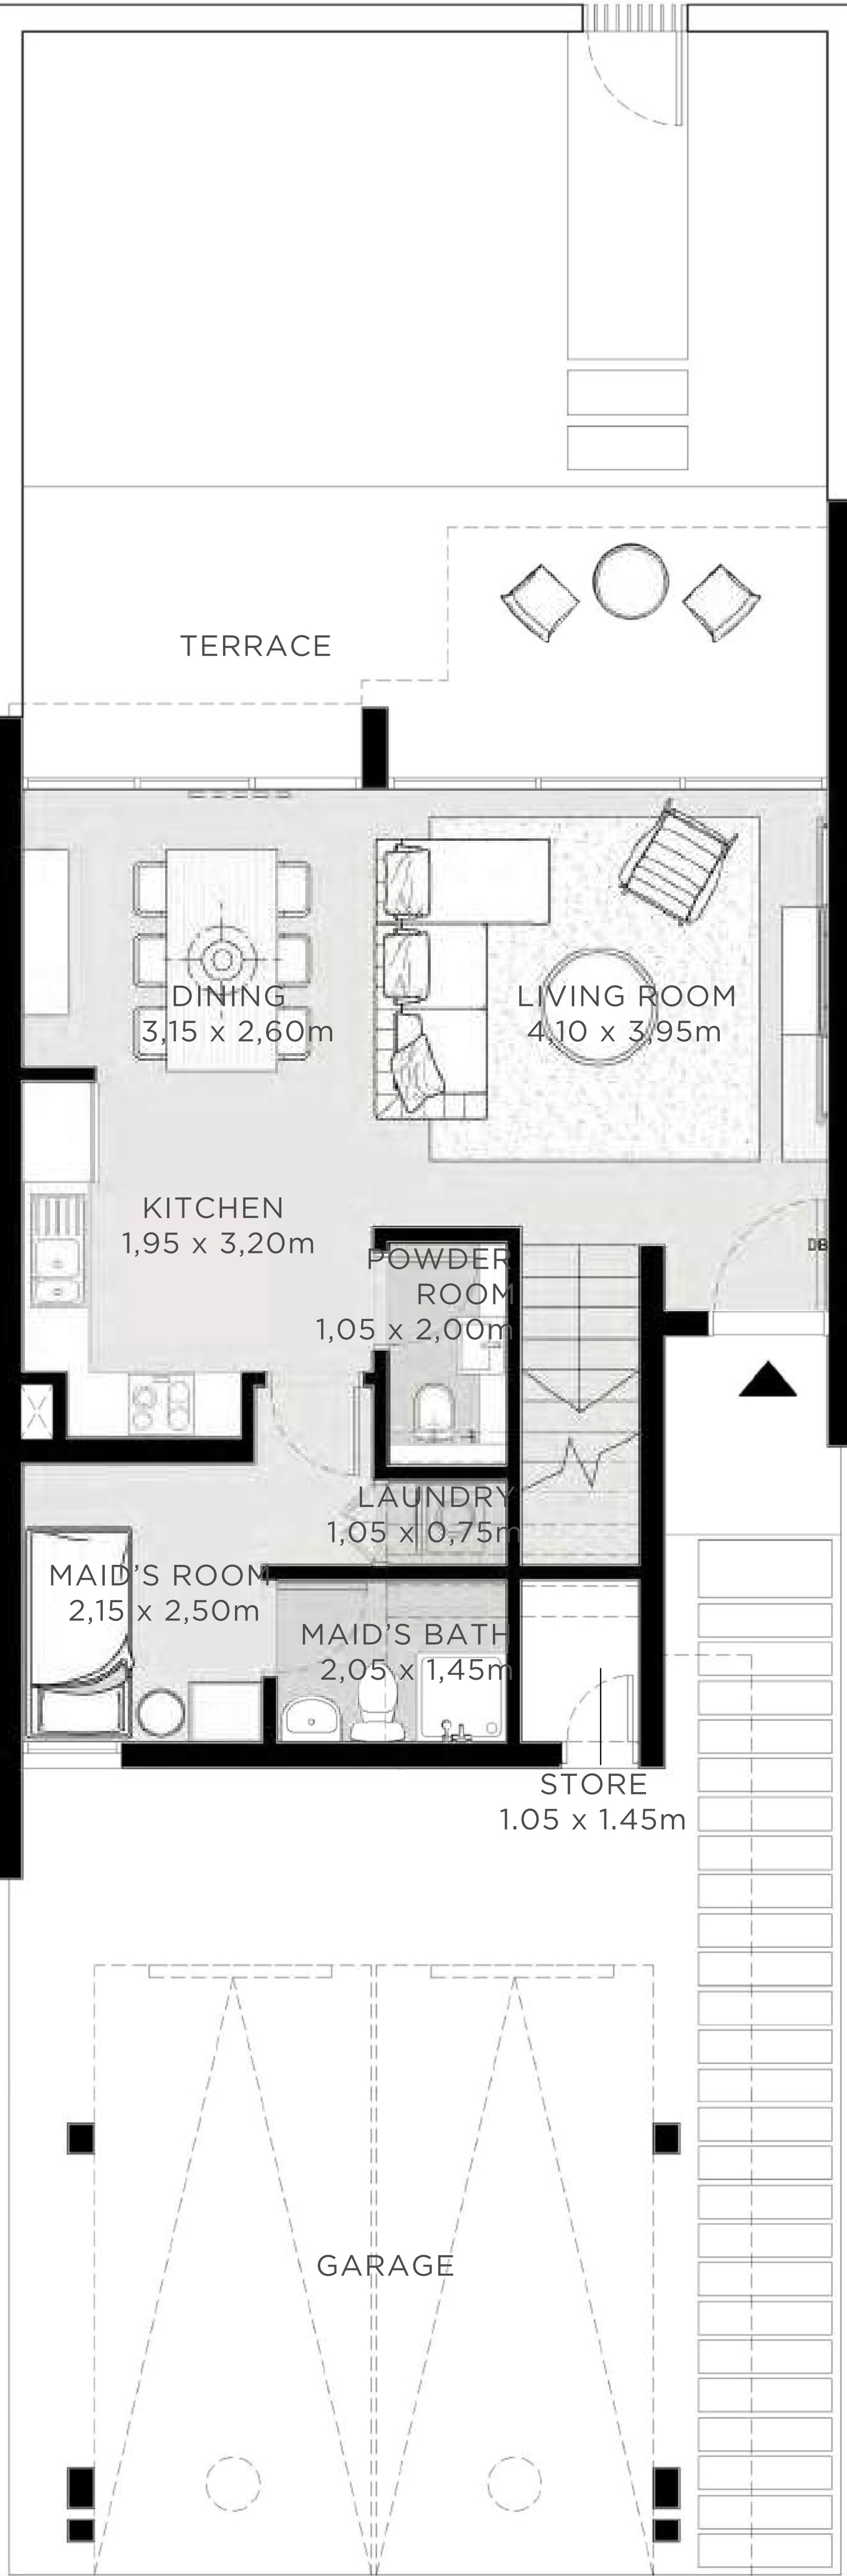 TERRACE
DINING
3,15 x 2,60m
LIVING ROOM
4,10 x 3,95m
KITCHEN
1,95 x 3,20m
DB
POWDER
ROOM
1,05 x 2,00m
LAUNDRY
1,05 x 0,75m
MAID'S ROOM
2,15 x 2,50m
MAID'S BATH
2,05 x 1,45m
STORE
1.05 x 1.45m
GARAGE